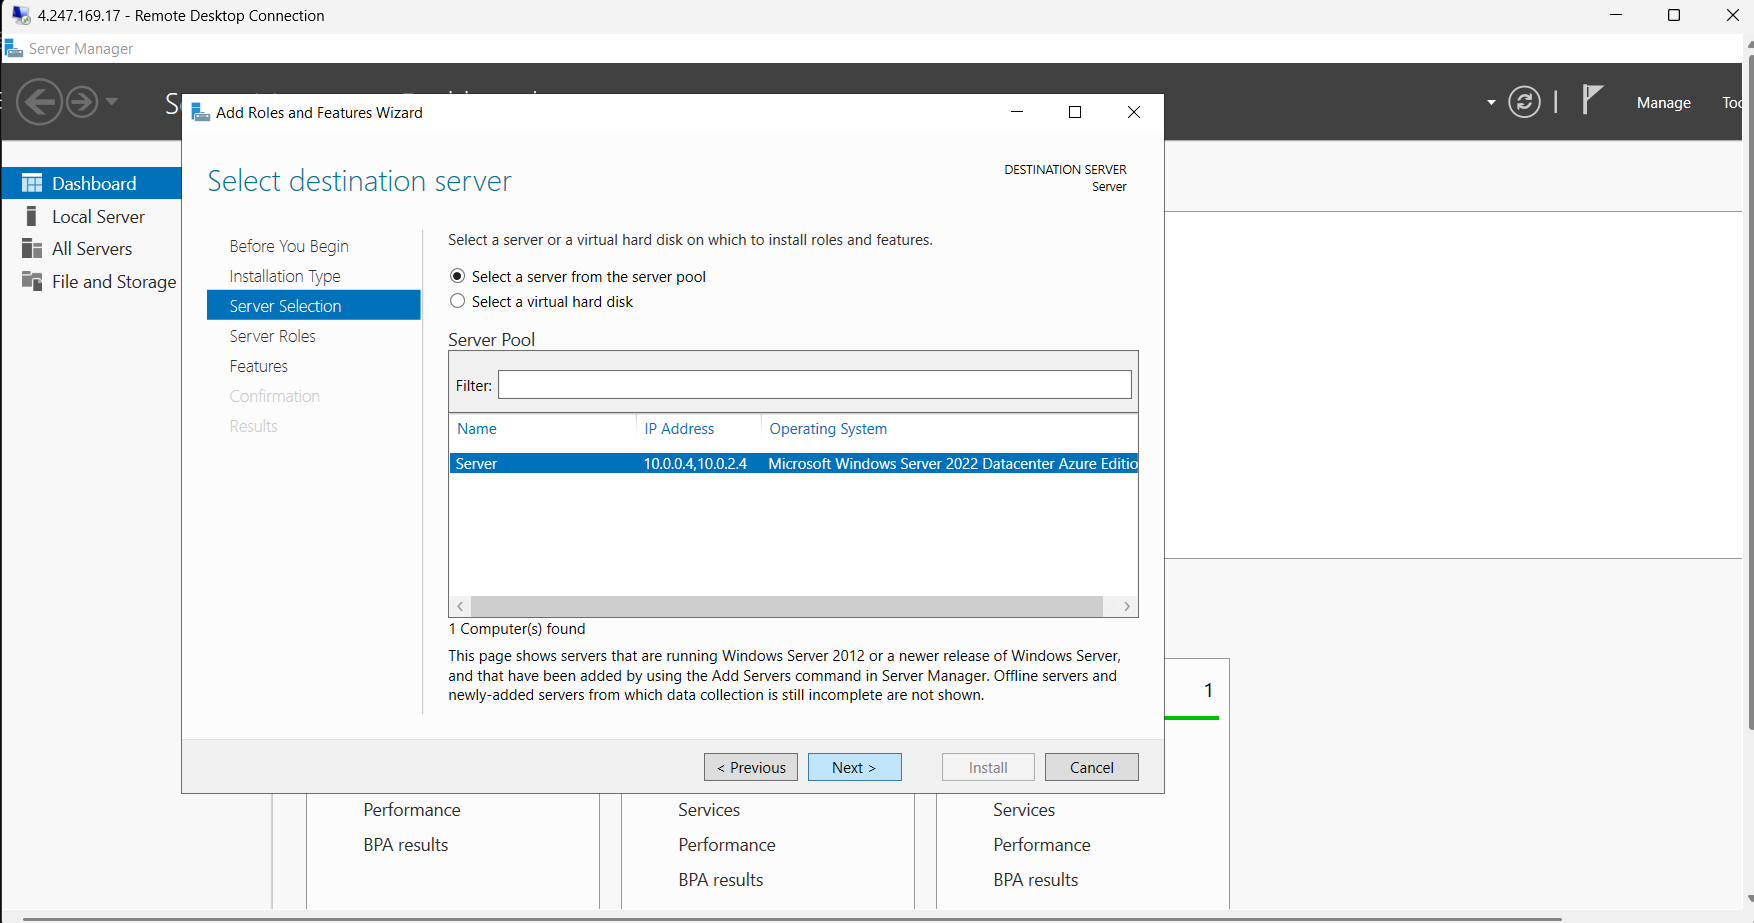 4.247.169.17 - Remote Desktop Connection
Server Manager
Manage
Dashboard
Local Server
All Servers
File and Storage
Add Roles and Features Wizard
Select destination server
DESTINATION SERVER
Server
Before You Begin
Installation Type
Server Selection
Server Roles
Features
Confirmation
Results
Select a server or a virtual hard disk on which to install roles and features.
Select a server from the server pool
Select a virtual hard disk
Server Pool
Filter:
Name IP Address Operating System
Server 10.0.0.4,10.0.2.4 Microsoft Windows Server 2022 Datacenter Azure Editio
1 Computer(s) found
This page shows servers that are running Windows Server 2012 or a newer release of Windows Server,
and that have been added by using the Add Servers command in Server Manager. Offline servers and
newly-added servers from which data collection is still incomplete are not shown.
< Previous Next > Install Cancel
1
Performance Services Services
BPA results Performance Performance
BPA results BPA results